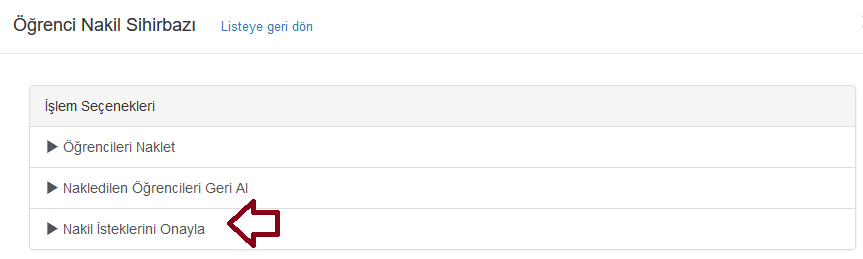 Öğrenci Nakil Sihirbazı Listeye geri dön
İşlem Seçenekleri
Öğrencileri Naklet
Nakledilen Öğrencileri Geri Al
Nakil İsteklerini Onayla